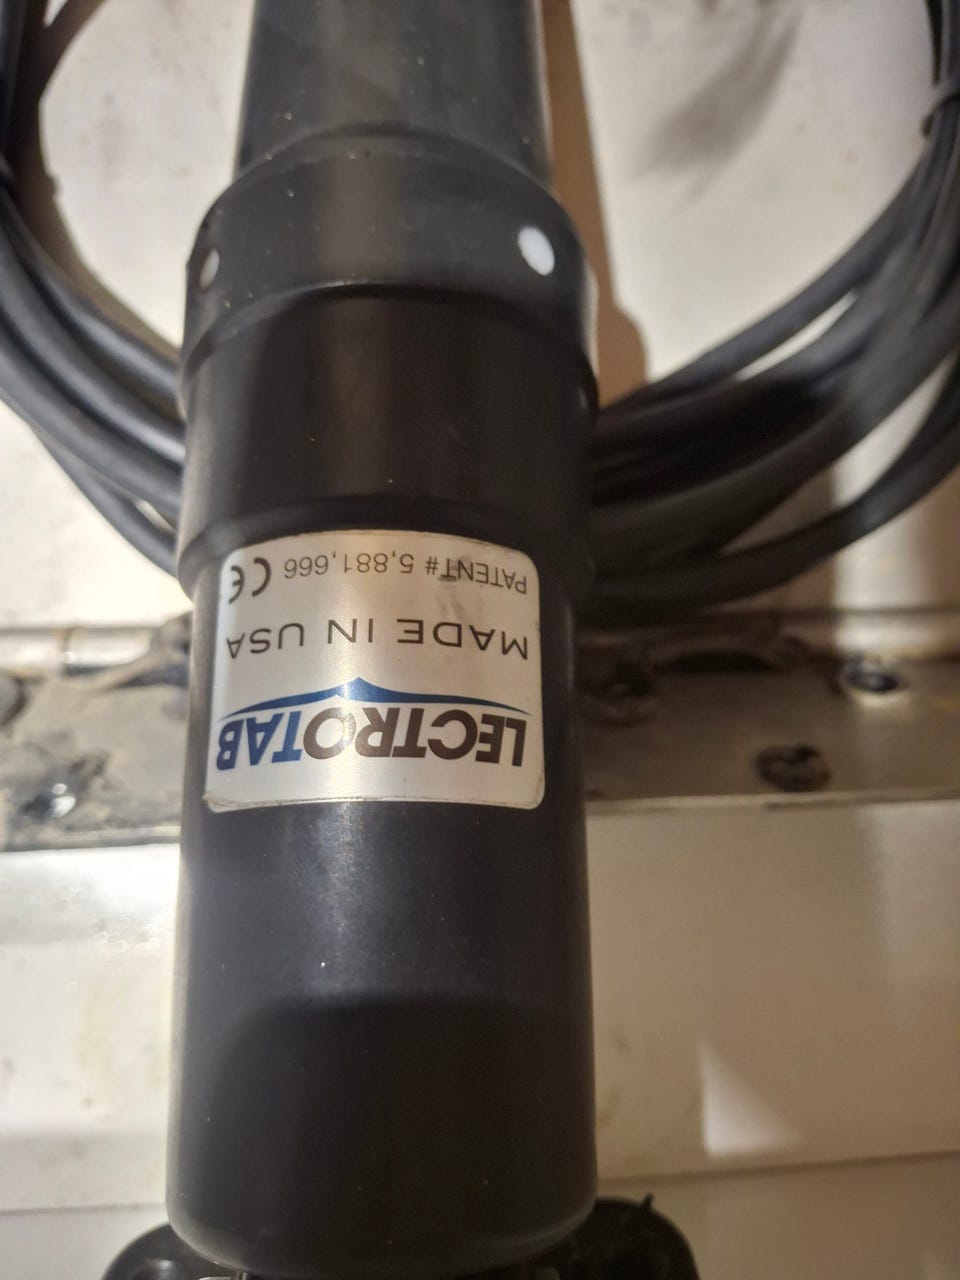 LECTROTAB
MADE IN USA
PATENT# 5,881,666 CE